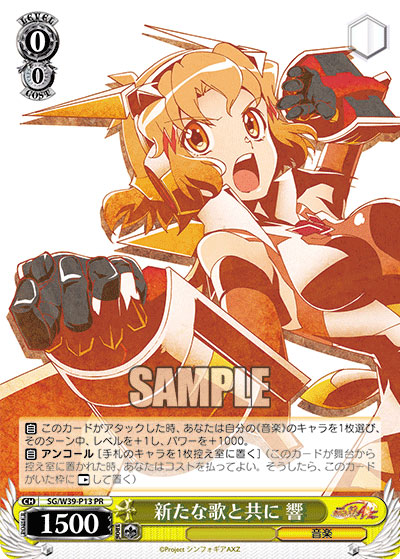 LEVEL
0
0
COST
SAMPLE
自 このカードがアタックした時、あなたは自分の《音楽》のキャラを1枚選び、
そのターン中、レベルを+1し、パワーを+1000。
自 アンコール [手札のキャラを1枚控え室に置く]（このカードが舞台から
控え室に置かれた時、あなたはコストを払ってよい。そうしたら、このカード
がいた枠にレストして置く）
CH
SG/W39-P13 PR
POWER
1500
新たな歌と共に 響
音楽
©Project シンフォギアAXZ